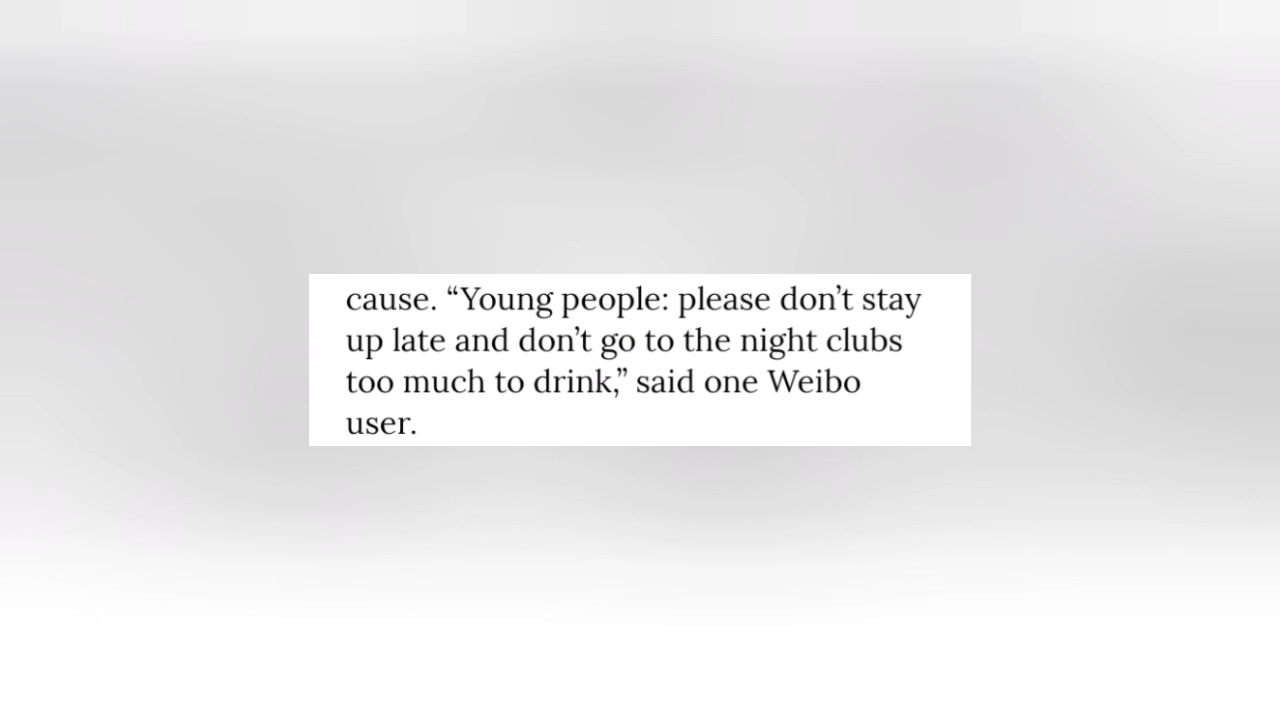 cause. “Young people: please don’t stay
up late and don’t go to the night clubs
too much to drink,” said one Weibo
user.